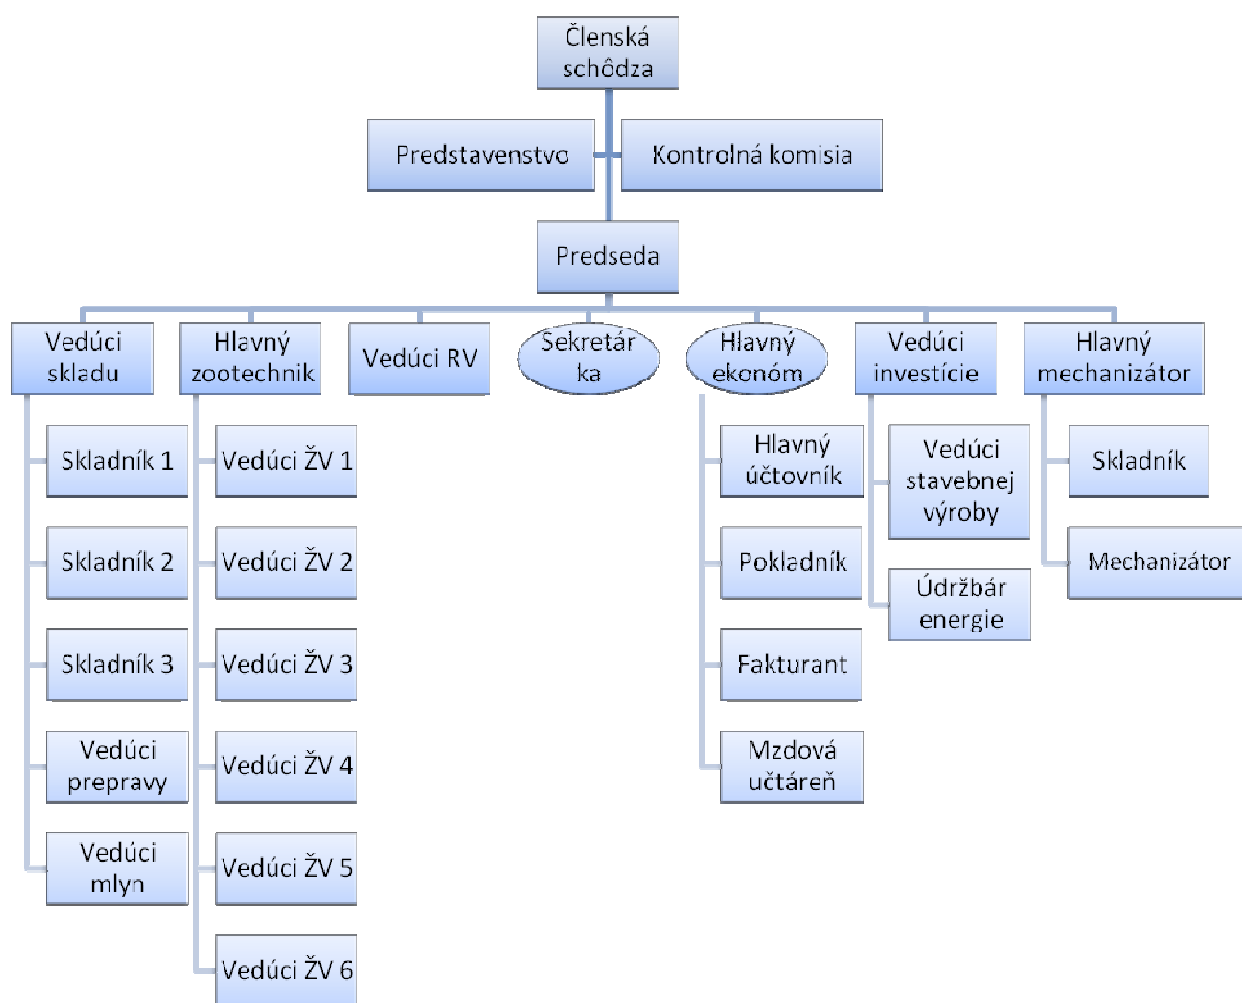 Členská
schôdza
Predstavenstvo
Kontrolná komisia
Predseda
Vedúci
skladu
Hlavný
zootechnik
Vedúci RV
Sekretár
ka
Hlavný
ekonóm
Vedúci
investície
Hlavný
mechanizátor
Skladník 1
Skladník 2
Skladník 3
Vedúci
prepravy
Vedúci
mlyn
Vedúci ŽV 1
Vedúci ŽV 2
Vedúci ŽV 3
Vedúci ŽV 4
Vedúci ŽV 5
Vedúci ŽV 6
Hlavný
účtovník
Pokladník
Fakturant
Mzdová
učtáreň
Vedúci
stavebnej
výroby
Údržbár
energie
Skladník
Mechanizátor